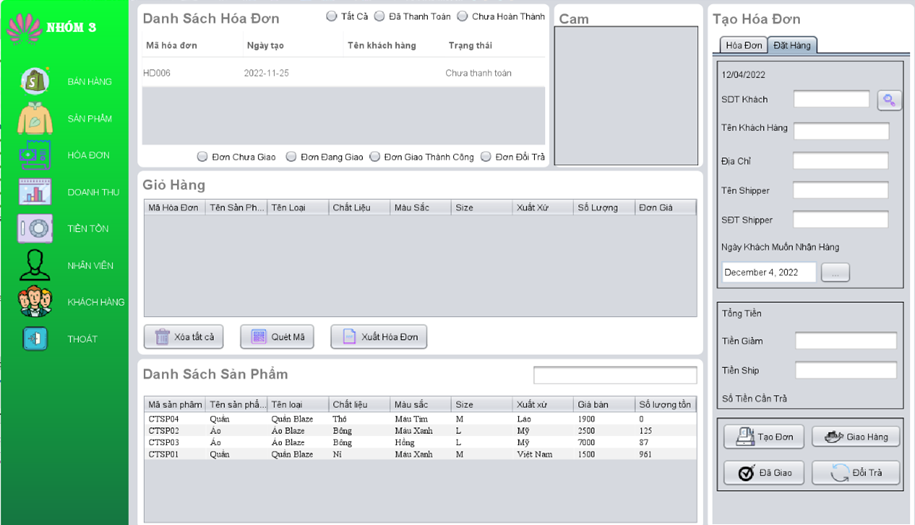 NHÓM 3
BÁN HÀNG
SẢN PHẨM
HÓA ĐƠN
DOANH THU
TIỀN TỒN
NHÂN VIÊN
KHÁCH HÀNG
THOÁT
Danh Sách Hóa Đơn
Tất Cả Đã Thanh Toán Chưa Hoàn Thành
Mã hóa đơn Ngày tạo Tên khách hàng Trạng thái
HD006 2022-11-25 Chưa thanh toán
Đơn Chưa Giao Đơn Đang Giao Đơn Giao Thành Công Đơn Đổi Trả
Cam
Giỏ Hàng
Mã Hóa Đơn Tên Sản Ph... Tên Loại Chất Liệu Màu Sắc Size Xuất Xứ Số Lượng Đơn Giá
Xóa tất cả Quét Mã Xuất Hóa Đơn
Danh Sách Sản Phẩm
Mã sản phẩm Tên sản phẩ... Tên loại Chất liệu Màu sắc Size Xuất xứ Giá bán Số lượng tồn
CTSP04 Quần Quần Blaze Thô Màu Tím M Lào 1900 0
CTSP02 Áo Áo Blaze Bông Màu Xanh L Mỹ 2500 125
CTSP03 Áo Áo Blaze Bông Hồng L Mỹ 7000 87
CTSP01 Quần Quần Blaze Nỉ Màu Xanh M Việt Nam 1500 961
Tạo Hóa Đơn
Hóa Đơn Đặt Hàng
12/04/2022
SDT Khách
Tên Khách Hàng
Địa Chỉ
Tên Shipper
SĐT Shipper
Ngày Khách Muốn Nhận Hàng
December 4, 2022 ...
Tổng Tiền
Tiền Giảm
Tiền Ship
Số Tiền Cần Trả
Tạo Đơn Giao Hàng
Đã Giao Đổi Trả